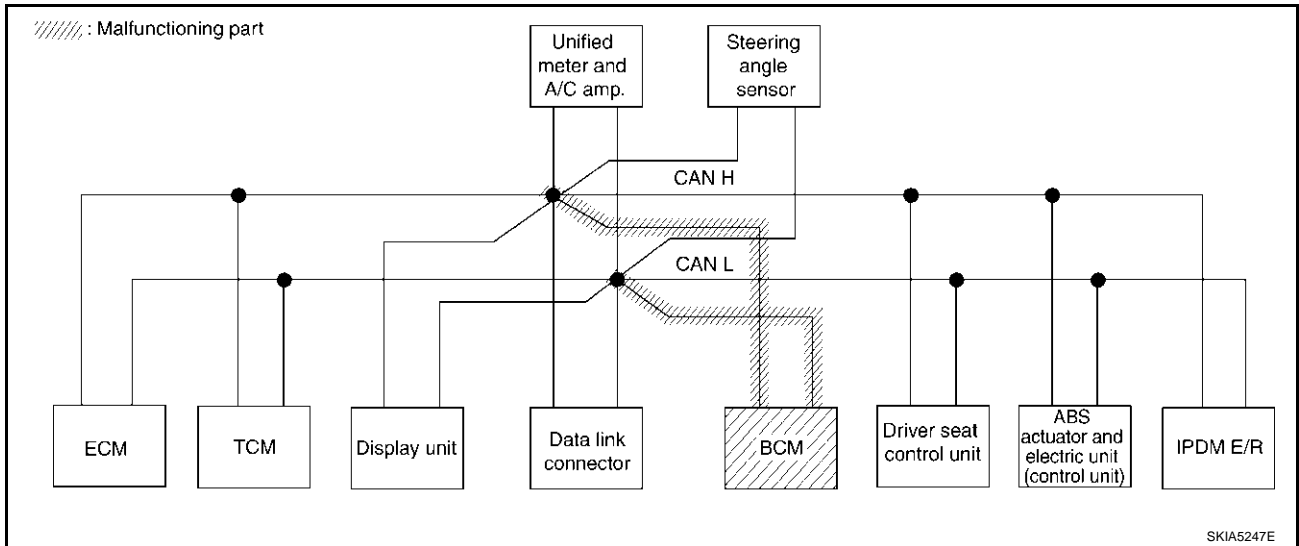 : Malfunctioning part
Unified
meter and
A/C amp.
Steering
angle
sensor
CAN H
CAN L
ECM
TCM
Display unit
Data link
connector
BCM
Driver seat
control unit
ABS
actuator and
electric unit
(control unit)
IPDM E/R
SKIA5247E